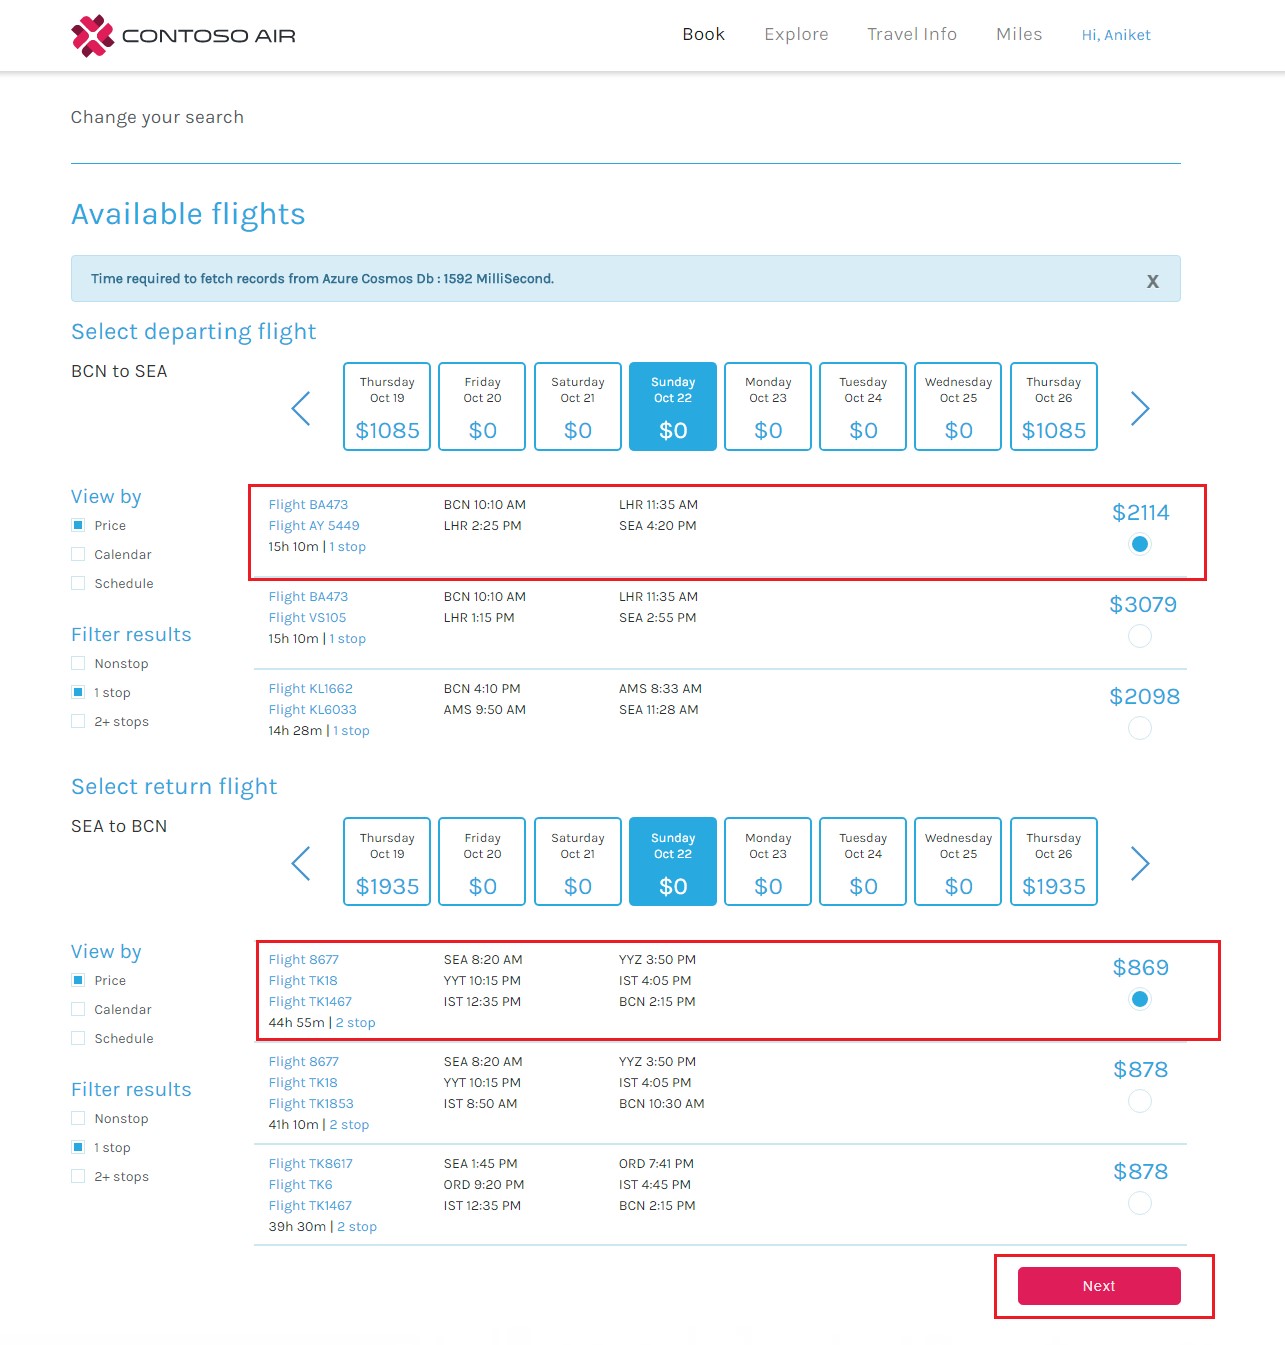 CONTOSO AIR
Book Explore Travel Info Miles Hi, Aniket
Change your search
Available flights
Time required to fetch records from Azure Cosmos Db : 1592 MilliSecond. X
Select departing flight
BCN to SEA
Thursday Friday Saturday Sunday Monday Tuesday Wednesday Thursday
Oct 19 Oct 20 Oct 21 Oct 22 Oct 23 Oct 24 Oct 25 Oct 26
$1085 $0 $0 $0 $0 $0 $0 $1085
View by
Price
Calendar
Schedule
Filter results
Nonstop
1 stop
2+ stops
Flight BA473 BCN 10:10 AM LHR 11:35 AM $2114
Flight AY 5449 LHR 2:25 PM SEA 4:20 PM
15h 10m | 1 stop
Flight BA473 BCN 10:10 AM LHR 11:35 AM $3079
Flight VS105 LHR 1:15 PM SEA 2:55 PM
15h 10m | 1 stop
Flight KL1662 BCN 4:10 PM AMS 8:33 AM $2098
Flight KL6033 AMS 9:50 AM SEA 11:28 AM
14h 28m | 1 stop
Select return flight
SEA to BCN
Thursday Friday Saturday Sunday Monday Tuesday Wednesday Thursday
Oct 19 Oct 20 Oct 21 Oct 22 Oct 23 Oct 24 Oct 25 Oct 26
$1935 $0 $0 $0 $0 $0 $0 $1935
View by
Price
Calendar
Schedule
Filter results
Nonstop
1 stop
2+ stops
Flight 8677 SEA 8:20 AM YYZ 3:50 PM $869
Flight TK18 YYT 10:15 PM IST 4:05 PM
Flight TK1467 IST 12:35 PM BCN 2:15 PM
44h 55m | 2 stop
Flight 8677 SEA 8:20 AM YYZ 3:50 PM $878
Flight TK18 YYT 10:15 PM IST 4:05 PM
Flight TK1853 IST 8:50 AM BCN 10:30 AM
41h 10m | 2 stop
Flight TK8617 SEA 1:45 PM ORD 7:41 PM $878
Flight TK6 ORD 9:20 PM IST 4:45 PM
Flight TK1467 IST 12:35 PM BCN 2:15 PM
39h 30m | 2 stop
Next